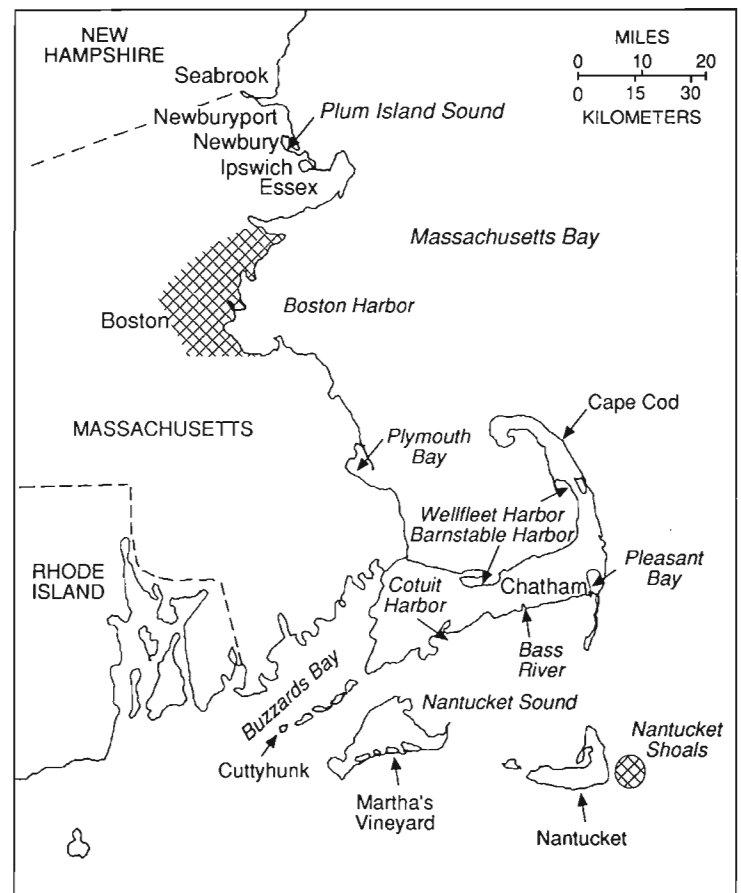 NEW
HAMPSHIRE
MILES
0 10 20
0 15 30
KILOMETERS
Seabrook
Newburyport
Plum Island Sound
Newbury
Ipswich
Essex
Massachusetts Bay
Boston Harbor
Boston
Cape Cod
MASSACHUSETTS
Plymouth
Bay
Wellfleet Harbor
Barnstable Harbor
RHODE
ISLAND
Pleasant
Bay
Chatham
Cotuit
Harbor
Bass
River
Buzzards Bay
Nantucket Sound
Nantucket
Shoals
Cuttyhunk
Martha's
Vineyard
Nantucket